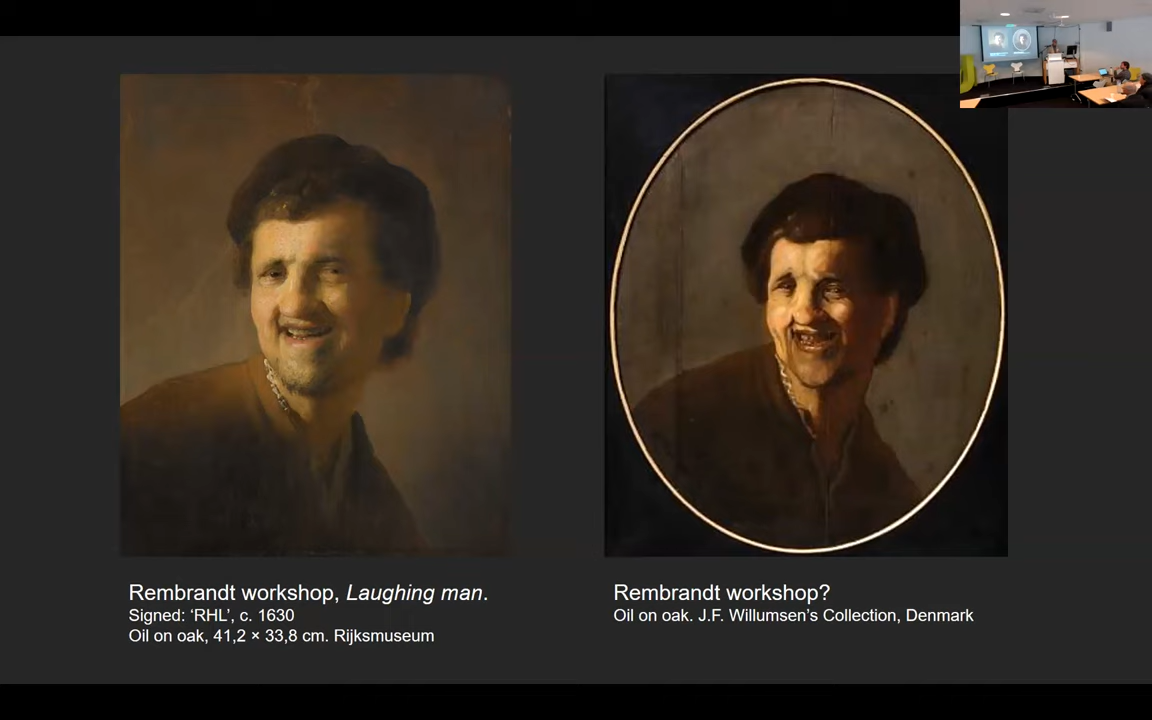 Rembrandt workshop, Laughing man.
Signed: ‘RHL’, c. 1630
Oil on oak, 41,2 × 33,8 cm. Rijksmuseum
Rembrandt workshop?
Oil on oak. J.F. Willumsen’s Collection, Denmark